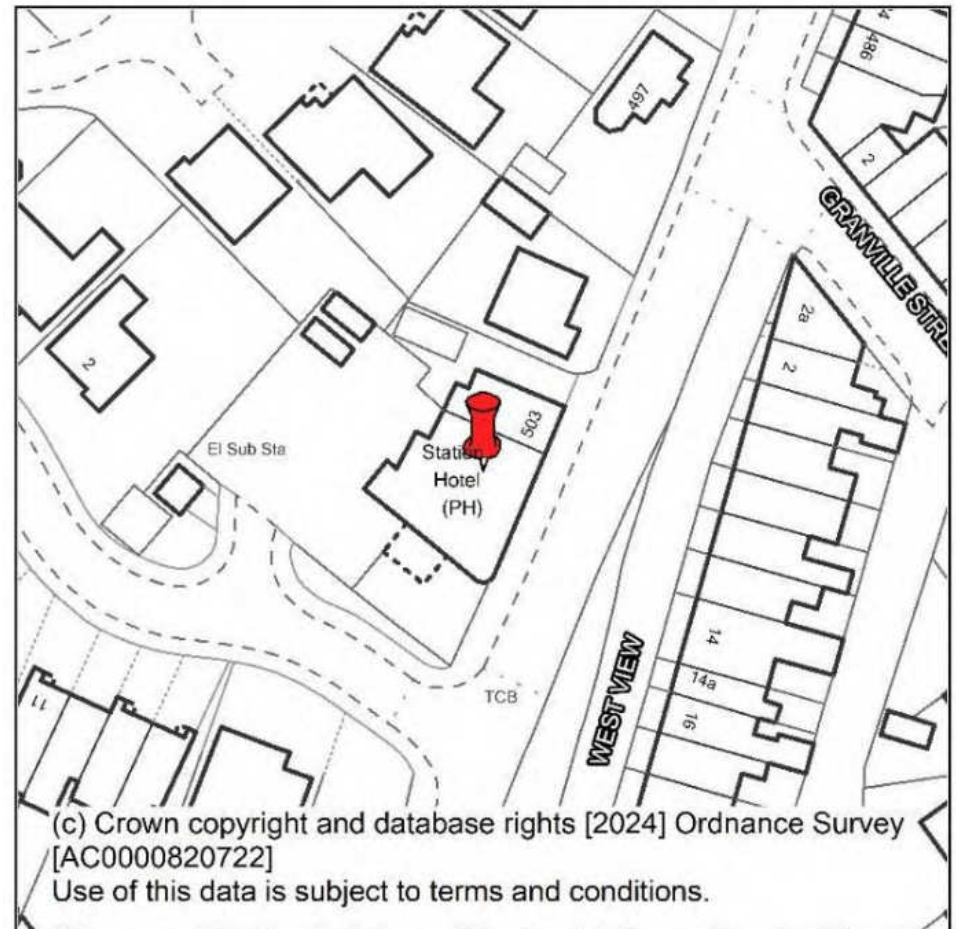 486
497
2
GRANVILLE STRE
2a
2
2
El Sub Sta
503
Station
Hotel
(PH)
14
14a
16
TCB
WEST VIEW
11
(c) Crown copyright and database rights [2024] Ordnance Survey
[AC0000820722]
Use of this data is subject to terms and conditions.